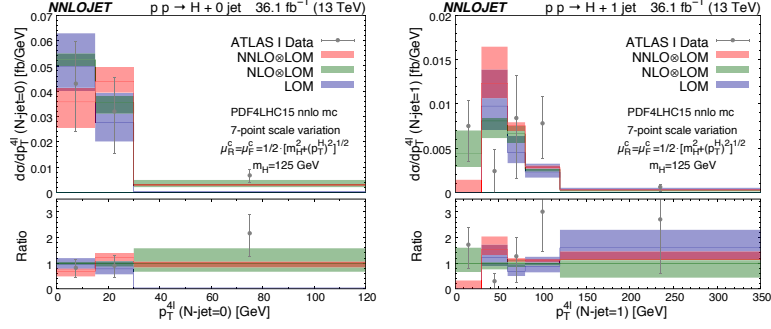 NNLOJET p p → H + 0 jet 36.1 fb⁻¹ (13 TeV)
dσ/dp_T^4l (N-jet=0) [fb/GeV]
0.07
0.06
0.05
0.04
0.03
0.02
0.01
0
ATLAS I Data
NNLO⊗LOM
NLO⊗LOM
LOM
PDF4LHC15 nnlo mc
7-point scale variation
μ_R^c=μ_F^c=1/2·[m_H^2+(p_T^H)^2]^1/2
m_H=125 GeV
Ratio
3
2
1
0
0 20 40 60 80 100 120
p_T^4l (N-jet=0) [GeV]
NNLOJET p p → H + 1 jet 36.1 fb⁻¹ (13 TeV)
dσ/dp_T^4l (N-jet=1) [fb/GeV]
0.02
0.015
0.01
0.005
0
ATLAS I Data
NNLO⊗LOM
NLO⊗LOM
LOM
PDF4LHC15 nnlo mc
7-point scale variation
μ_R^c=μ_F^c=1/2·[m_H^2+(p_T^H)^2]^1/2
m_H=125 GeV
Ratio
3
2
1
0
0 50 100 150 200 250 300 350
p_T^4l (N-jet=1) [GeV]